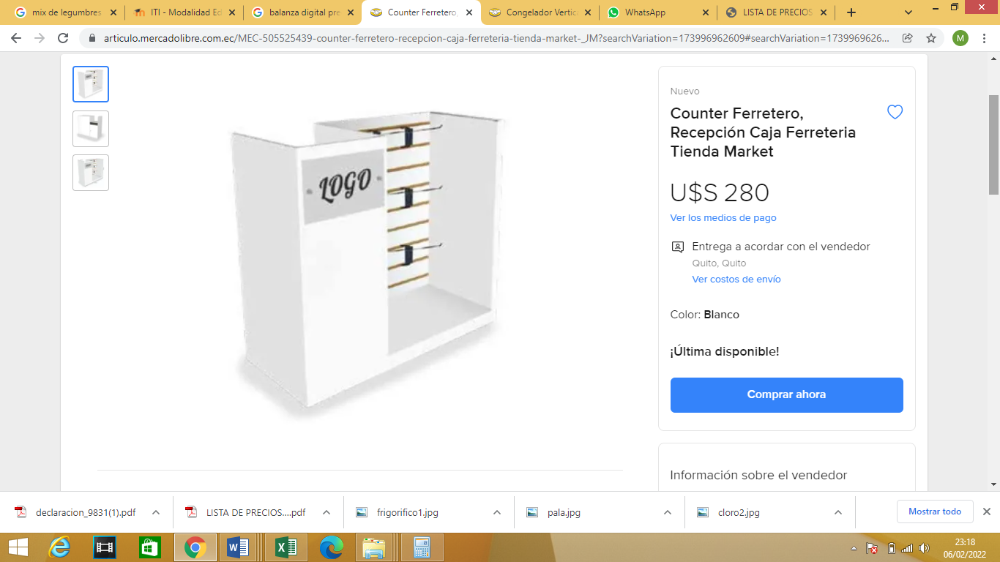 mix de legumbres
ITI - Modalidad Ed
balanza digital pre
Counter Ferretero,
Congelador Vertic
WhatsApp
LISTA DE PRECIOS
articulo.mercadolibre.com.ec/MEC-505525439-counter-ferretero-recepcion-caja-ferreteria-tienda-market-_JM?searchVariation=173996962609#searchVariation=1739969626...
M
LOGO
Nuevo
Counter Ferretero,
Recepción Caja Ferreteria
Tienda Market
U$S 280
Ver los medios de pago
Entrega a acordar con el vendedor
Quito, Quito
Ver costos de envío
Color: Blanco
¡Última disponible!
Comprar ahora
Información sobre el vendedor
declaracion_9831(1).pdf
LISTA DE PRECIOS....pdf
frigorifico1.jpg
pala.jpg
cloro2.jpg
Mostrar todo
23:18
06/02/2022